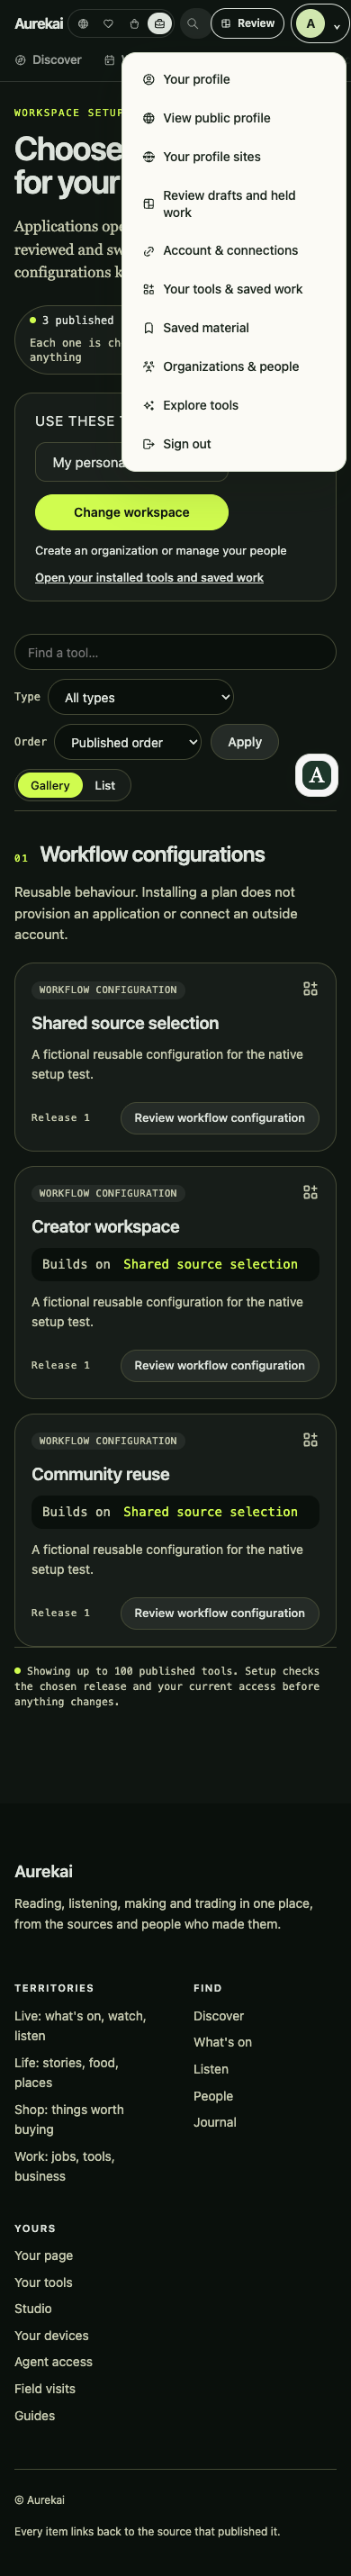 Aurekai
Review
A
Discover
WORKSPACE SETUP
Choose
for your
Applications ope
reviewed and sw
configurations k
3 published
Each one is ch
anything
Your profile
View public profile
Your profile sites
Review drafts and held
work
Account & connections
Your tools & saved work
Saved material
Organizations & people
Explore tools
Sign out
USE THESE T
My persona
Change workspace
Create an organization or manage your people
Open your installed tools and saved work
Find a tool...
Type All types
Order Published order Apply
Gallery List
A
01 Workflow configurations
Reusable behaviour. Installing a plan does not
provision an application or connect an outside
account.
WORKFLOW CONFIGURATION
Shared source selection
A fictional reusable configuration for the native
setup test.
Release 1 Review workflow configuration
WORKFLOW CONFIGURATION
Creator workspace
Builds on Shared source selection
A fictional reusable configuration for the native
setup test.
Release 1 Review workflow configuration
WORKFLOW CONFIGURATION
Community reuse
Builds on Shared source selection
A fictional reusable configuration for the native
setup test.
Release 1 Review workflow configuration
Showing up to 100 published tools. Setup checks
the chosen release and your current access before
anything changes.
Aurekai
Reading, listening, making and trading in one place,
from the sources and people who made them.
TERRITORIES
Live: what's on, watch,
listen
Life: stories, food,
places
Shop: things worth
buying
Work: jobs, tools,
business
FIND
Discover
What's on
Listen
People
Journal
YOURS
Your page
Your tools
Studio
Your devices
Agent access
Field visits
Guides
© Aurekai
Every item links back to the source that published it.